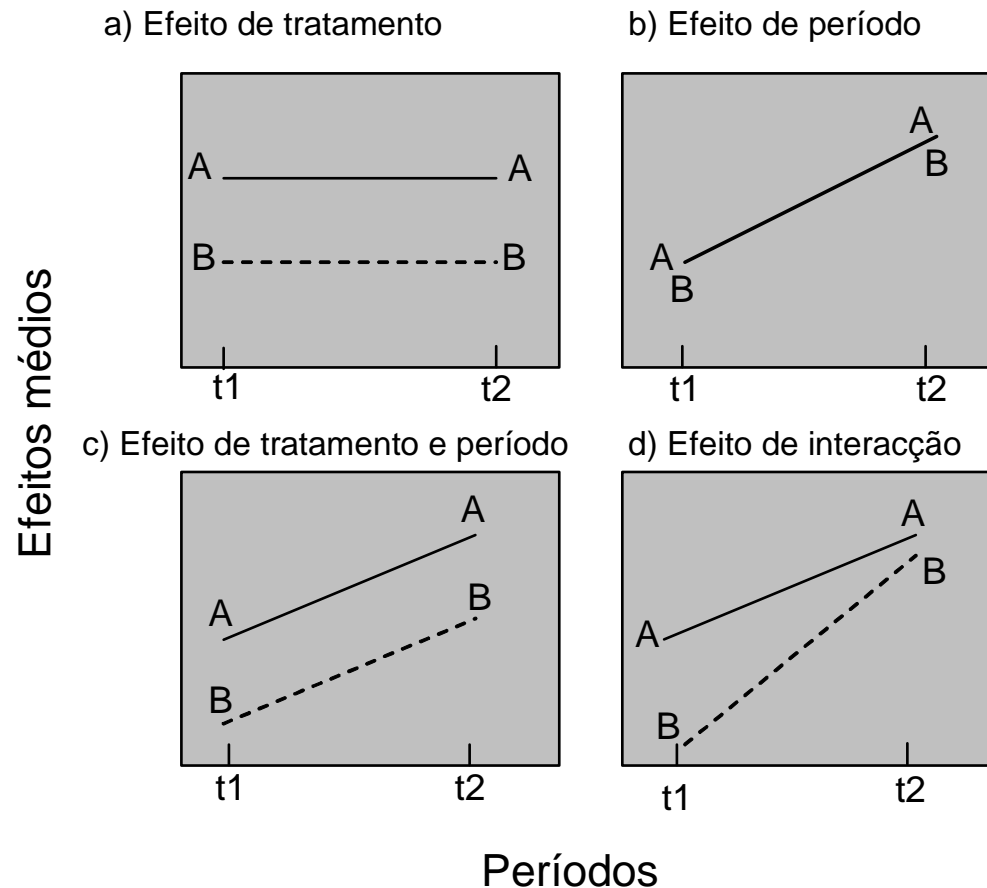 a) Efeito de tratamento
b) Efeito de período
A A
B B
t1 t2
A
B
A
B
t1 t2
Efeitos médios
c) Efeito de tratamento e período
d) Efeito de interacção
A
B
A
B
t1 t2
A
B
A
B
t1 t2
Períodos